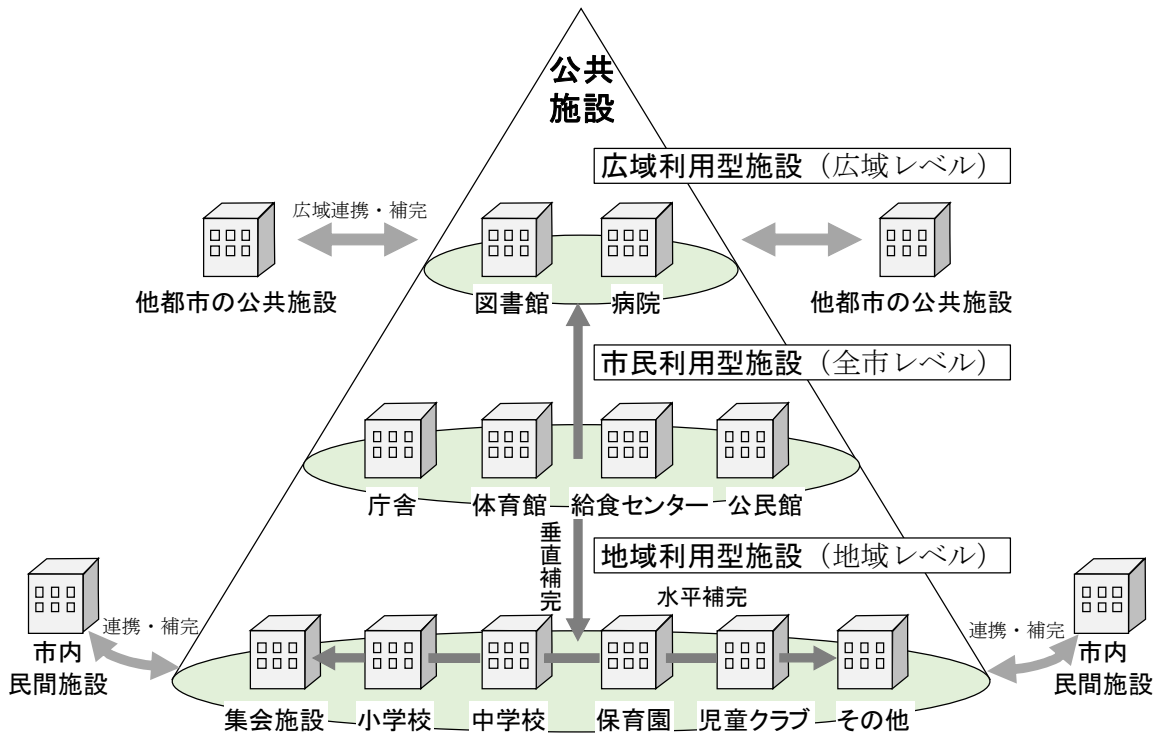 公共
施設
広域利用型施設（広域レベル）
広域連携・補完
他都市の公共施設
図書館
病院
他都市の公共施設
市民利用型施設（全市レベル）
庁舎
体育館
給食センター
公民館
垂直補完
地域利用型施設（地域レベル）
水平補完
連携・補完
連携・補完
市内
民間施設
市内
民間施設
集会施設
小学校
中学校
保育園
児童クラブ
その他